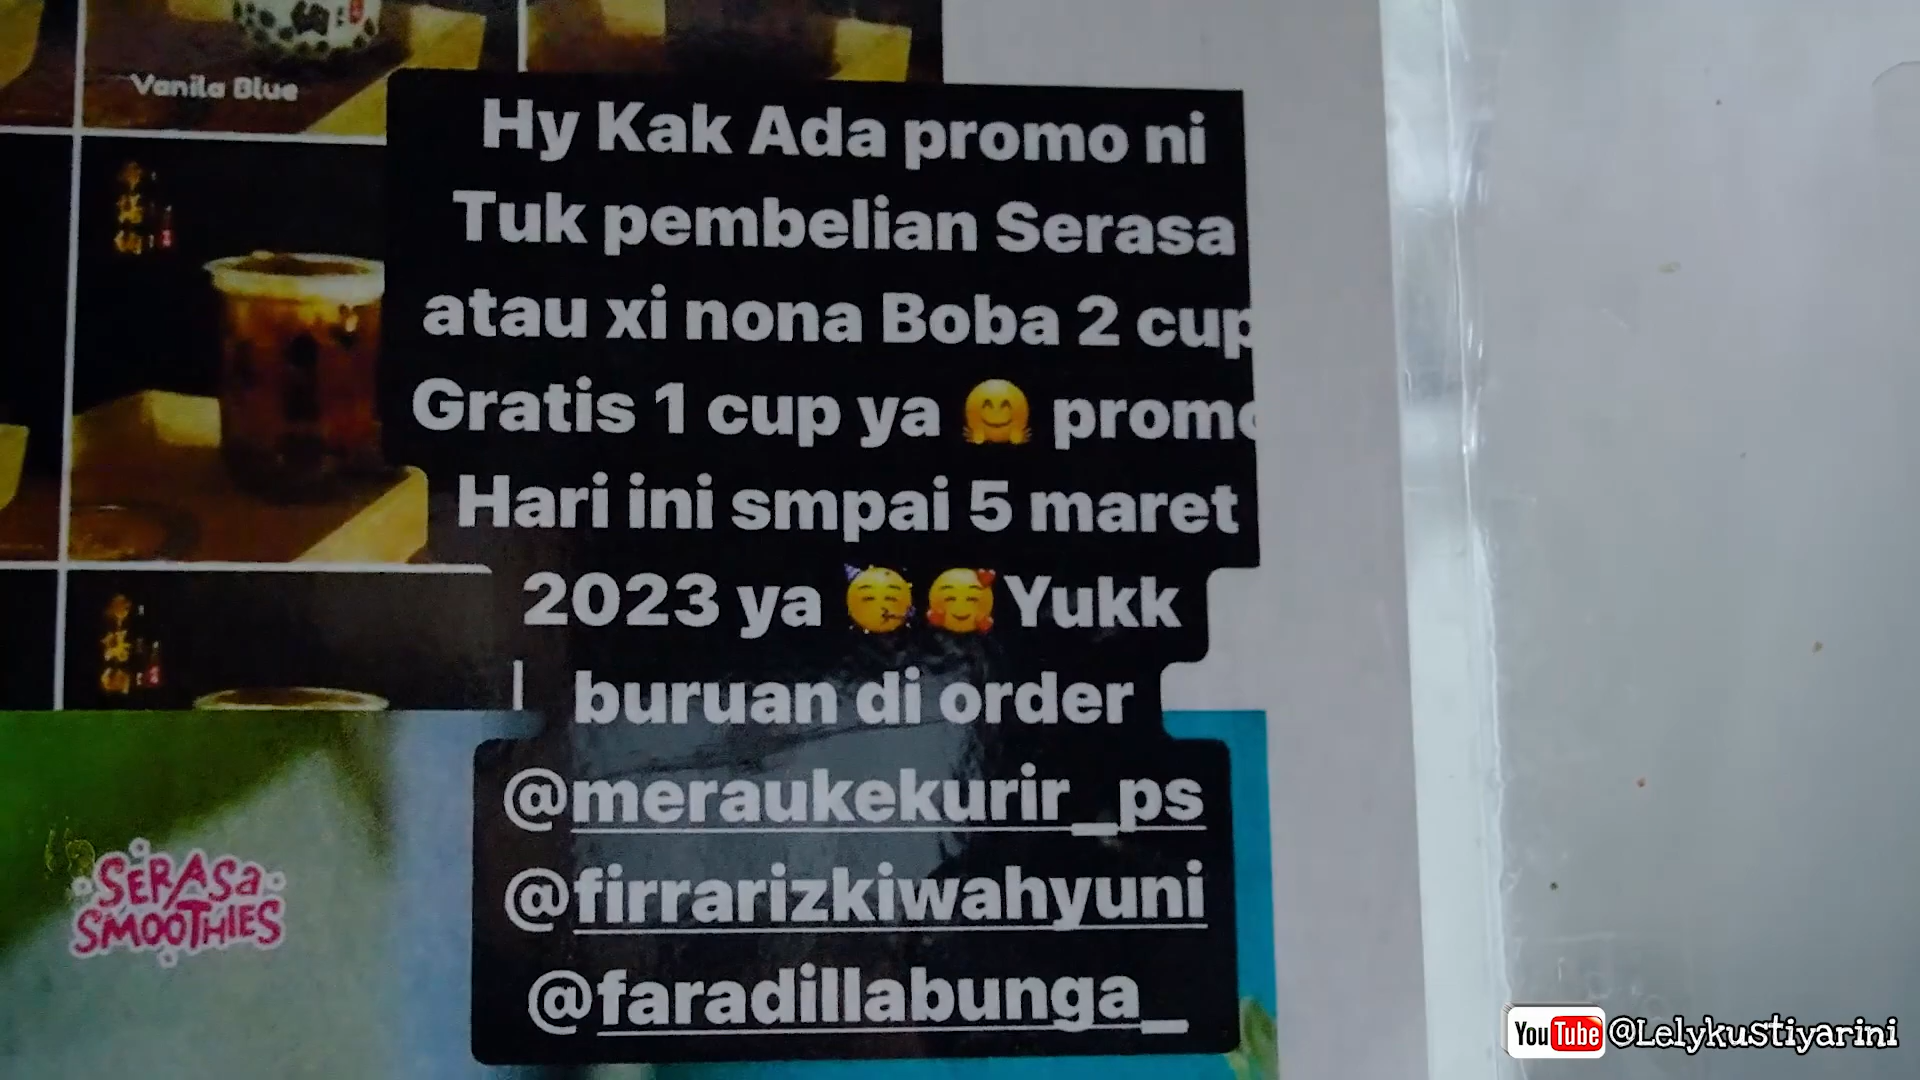 Vanila Blue
Hy Kak Ada promo ni
Tuk pembelian Serasa
atau xi nona Boba 2 cup
Gratis 1 cup ya 🤗 promo
Hari ini smpai 5 maret
2023 ya 🥳🥰 Yukk
buruan di order
@meraukekurir_ps
@firrarizkiwahyuni
@faradillabunga_
SERASA
SMOOTHIES
YouTube @Lelykustiyarini